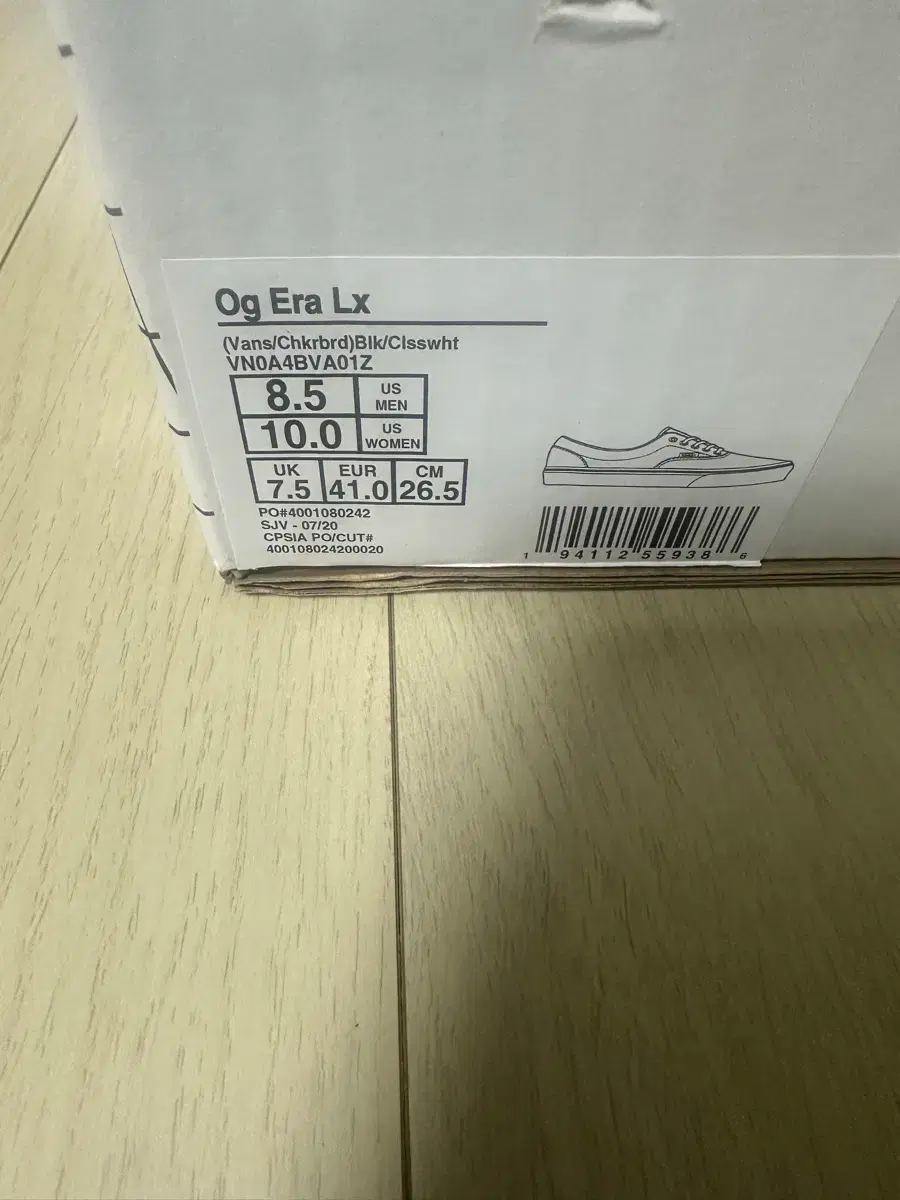 Og Era Lx
(Vans/Chkrbrd)Blk/Clsswht
VN0A4BVA01Z
8.5 US MEN
10.0 US WOMEN
UK EUR CM
7.5 41.0 26.5
PO#4001080242
SJV - 07/20
CPSIA PO/CUT#
400108024200020
1 94112 55938 6